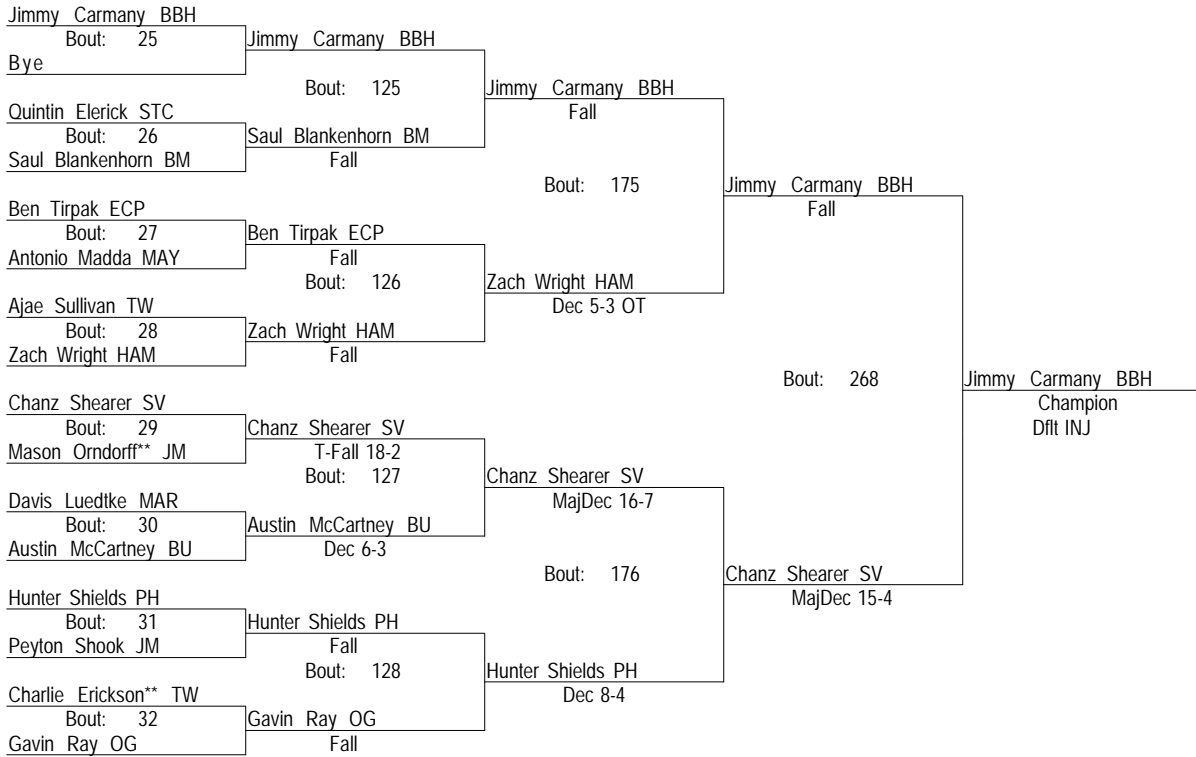 Jimmy Carmany BBH
Bout: 25
Bye
Jimmy Carmany BBH
Bout: 125
Quintin Elerick STC
Bout: 26
Saul Blankenhorn BM
Saul Blankenhorn BM
Fall
Jimmy Carmany BBH
Fall
Bout: 175
Ben Tirpak ECP
Bout: 27
Antonio Madda MAY
Ben Tirpak ECP
Fall
Bout: 126
Ajae Sullivan TW
Bout: 28
Zach Wright HAM
Zach Wright HAM
Fall
Zach Wright HAM
Dec 5-3 OT
Jimmy Carmany BBH
Fall
Bout: 268
Chanz Shearer SV
Bout: 29
Mason Orndorff** JM
Chanz Shearer SV
T-Fall 18-2
Bout: 127
Davis Luedtke MAR
Bout: 30
Austin McCartney BU
Austin McCartney BU
Dec 6-3
Chanz Shearer SV
MajDec 16-7
Bout: 176
Hunter Shields PH
Bout: 31
Peyton Shook JM
Hunter Shields PH
Fall
Bout: 128
Charlie Erickson** TW
Bout: 32
Gavin Ray OG
Gavin Ray OG
Fall
Hunter Shields PH
Dec 8-4
Chanz Shearer SV
MajDec 15-4
Jimmy Carmany BBH
Champion
Dflt INJ